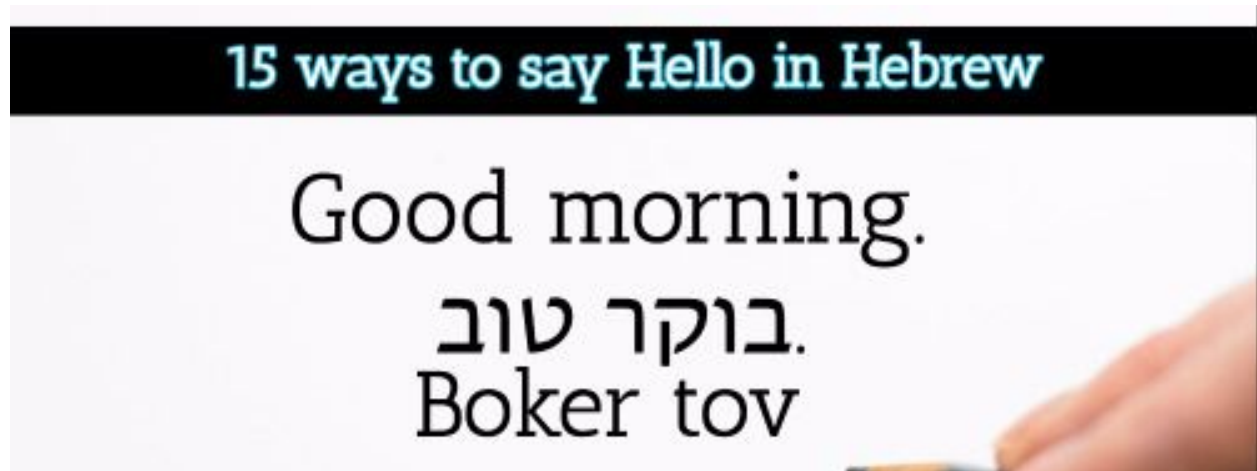 15 ways to say Hello in Hebrew
Good morning.
בוקר טוב.
Boker tov